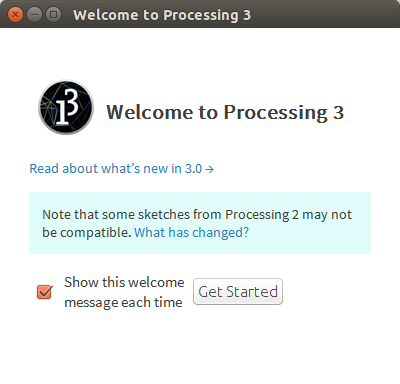 Welcome to Processing 3
Welcome to Processing 3
Read about what's new in 3.0 →
Note that some sketches from Processing 2 may not
be compatible. What has changed?
Show this welcome
message each time
Get Started